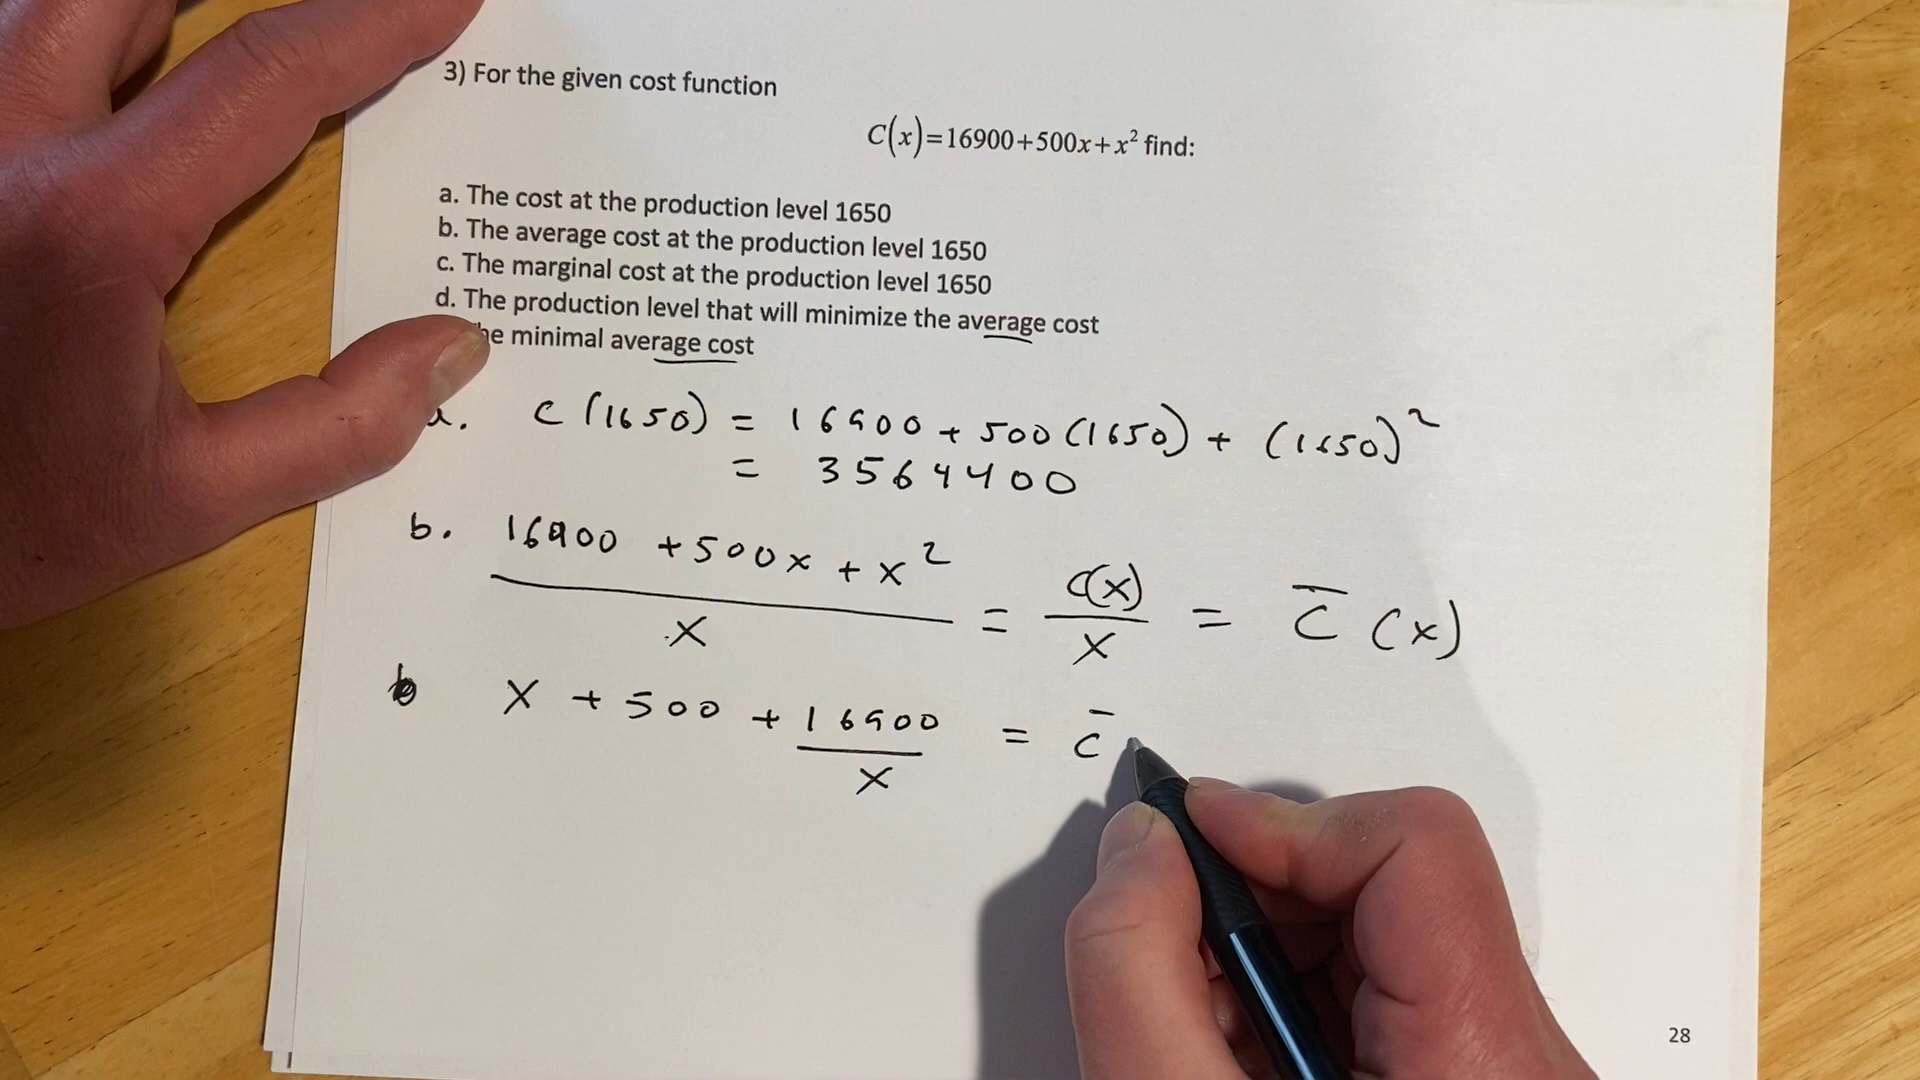 3) For the given cost function
C(x)=16900+500x+x² find:
a. The cost at the production level 1650
b. The average cost at the production level 1650
c. The marginal cost at the production level 1650
d. The production level that will minimize the average cost
minimal average cost
a. C(1650) = 16900 + 500(1650) + (1650)²
= 3564400
b. 16900 + 500x + x² / x = C(x) / x = C̅(x)
x + 500 + 16900 / x = C̅
28